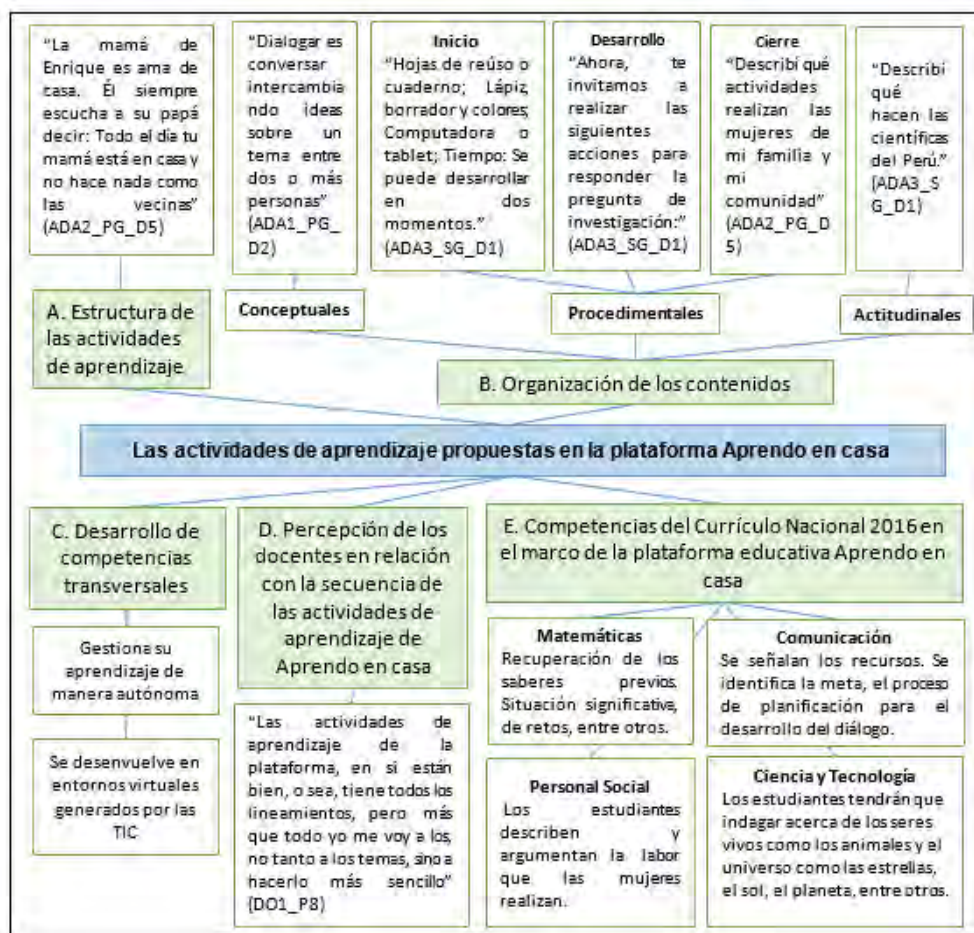 “La mamá de
Enrique es ama de
casa. Él siempre
escucha a su papá
decir: Todo el día tu
mamá está en casa y
no hace nada como
las vecinas”
(ADA2_PG_D5)
“Dialogar es
conversar
intercambia
ndo ideas
sobre un
tema entre
dos o más
personas”
(ADA1_PG_
D2)
Inicio
“Hojas de reúso o
cuaderno; Lápiz,
borrador y colores;
Computadora o
tablet; Tiempo: Se
puede desarrollar
en dos
momentos.”
(ADA3_SG_D1)
Desarrollo
“Ahora, te
invitamos a
realizar las
siguientes
acciones para
responder la
pregunta de
investigación:”
(ADA3_SG_D1)
Cierre
“Describí qué
actividades
realizan las
mujeres de
mi familia y
mi
comunidad”
(ADA2_PG_D
5)
“Describí
qué
hacen las
científicas
del Perú.”
(ADA3_S
G_D1)
A. Estructura de
las actividades
de aprendizaje
Conceptuales
Procedimentales
Actitudinales
B. Organización de los contenidos
Las actividades de aprendizaje propuestas en la plataforma Aprendo en casa
C. Desarrollo de
competencias
transversales
Gestiona su
aprendizaje de
manera autónoma
Se desenvuelve en
entornos virtuales
generados por las
TIC
D. Percepción de los
docentes en relación
con la secuencia de
las actividades de
aprendizaje de
Aprendo en casa
“Las actividades de
aprendizaje de la
plataforma, en si están
bien, o sea, tiene todos los
lineamientos, pero más
que todo yo me voy a los,
no tanto a los temas, sino a
hacerlo más sencillo”
(DO1_P8)
E. Competencias del Currículo Nacional 2016 en
el marco de la plataforma educativa Aprendo en
casa
Matemáticas
Recuperación de los
saberes previos.
Situación significativa,
de retos, entre otros.
Comunicación
Se señalan los recursos. Se
identifica la meta, el proceso
de planificación para el
desarrollo del diálogo.
Personal Social
Los estudiantes
describen y
argumentan la labor
que las mujeres
realizan.
Ciencia y Tecnología
Los estudiantes tendrán que
indagar acerca de los seres
vivos cómo los animales y el
universo como las estrellas,
el sol, el planeta, entre otros.